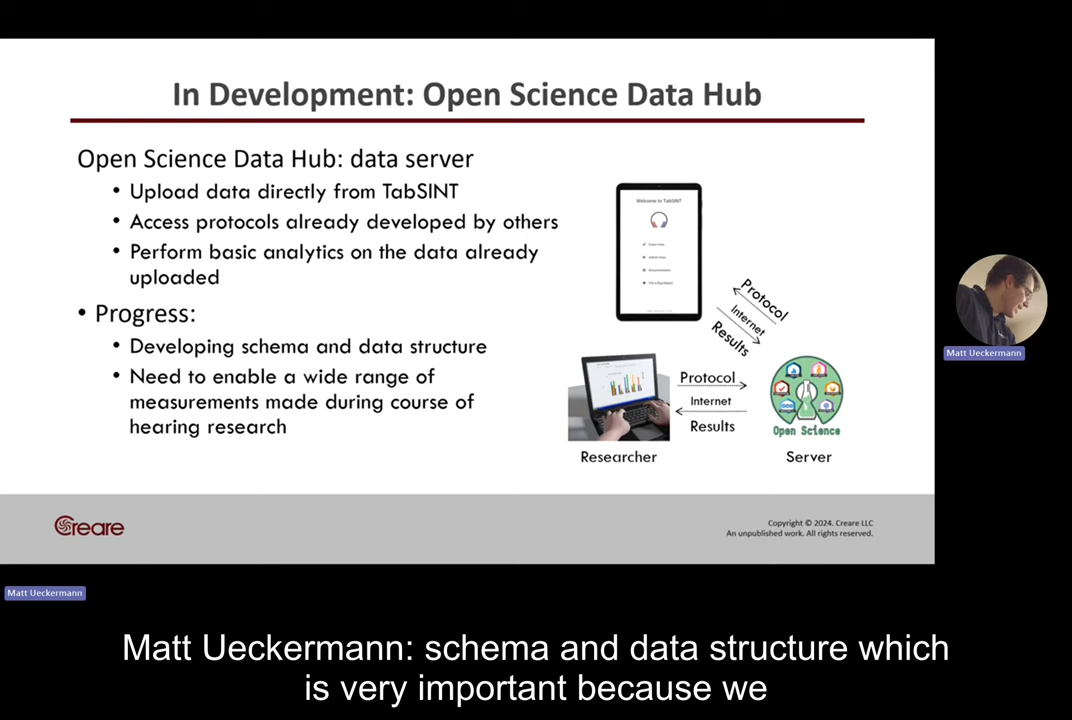 In Development: Open Science Data Hub
Open Science Data Hub: data server
• Upload data directly from TabSINT
• Access protocols already developed by others
• Perform basic analytics on the data already
uploaded
• Progress:
• Developing schema and data structure
• Need to enable a wide range of
measurements made during course of
hearing research
Welcome to TabSINT
Protocol
Internet
Results
Protocol
Internet
Results
Open Science
Researcher
Server
Creare
Copyright © 2024. Creare LLC
An unpublished work. All rights reserved.
Matt Ueckermann
Matt Ueckermann
Matt Ueckermann: schema and data structure which
is very important because we